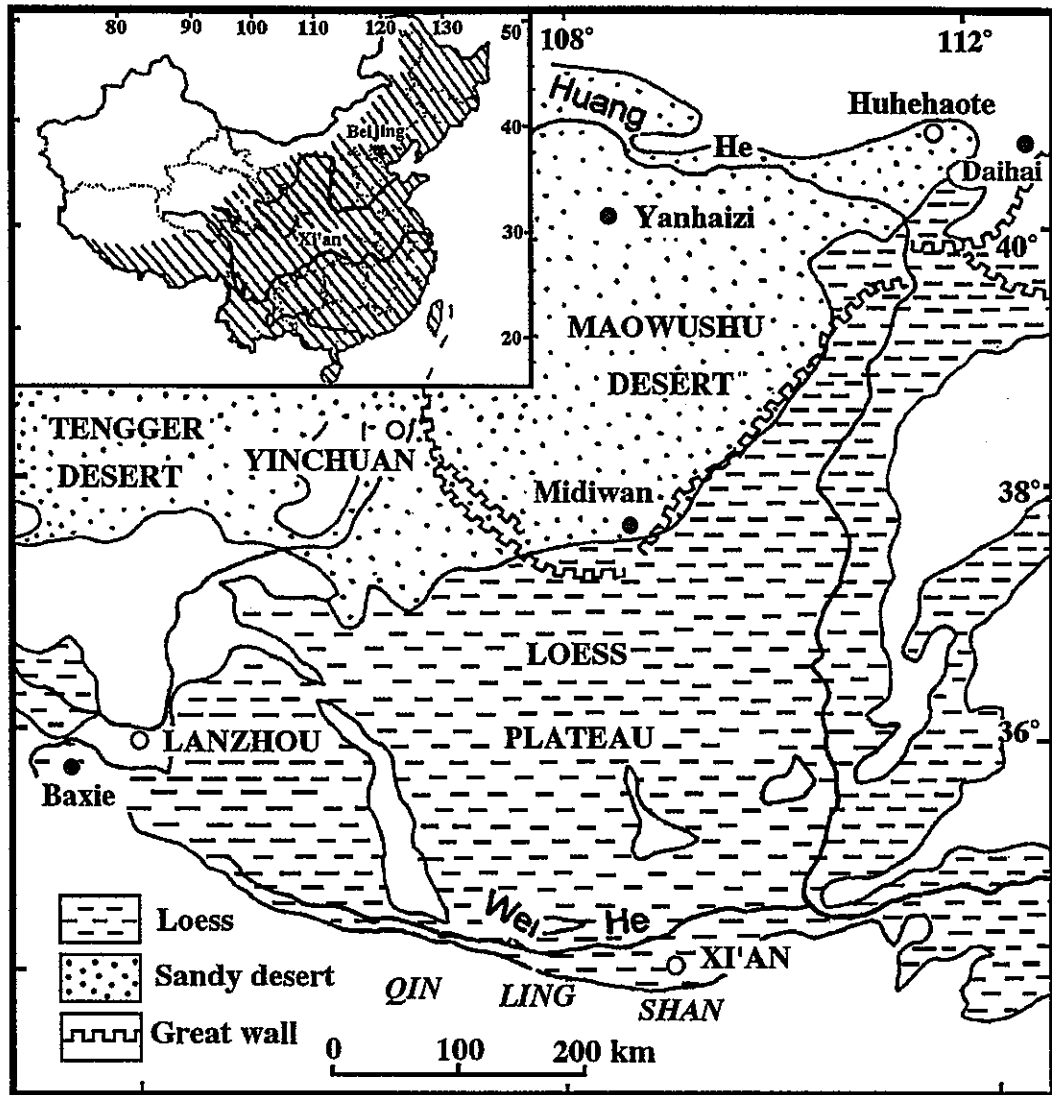 80 90 100 110 120 130
50
40
30
20
Beijing
Xi'an
108°
112°
Huang
He
Huhehaote
Daihai
Yanhaizi
40°
MAOWUSHU
DESERT
TENGGER
DESERT
YINCHUAN
Midiwan
38°
LOESS
PLATEAU
36°
LANZHOU
Baxie
Wei He
XI'AN
QIN LING SHAN
Loess
Sandy desert
Great wall
0 100 200 km